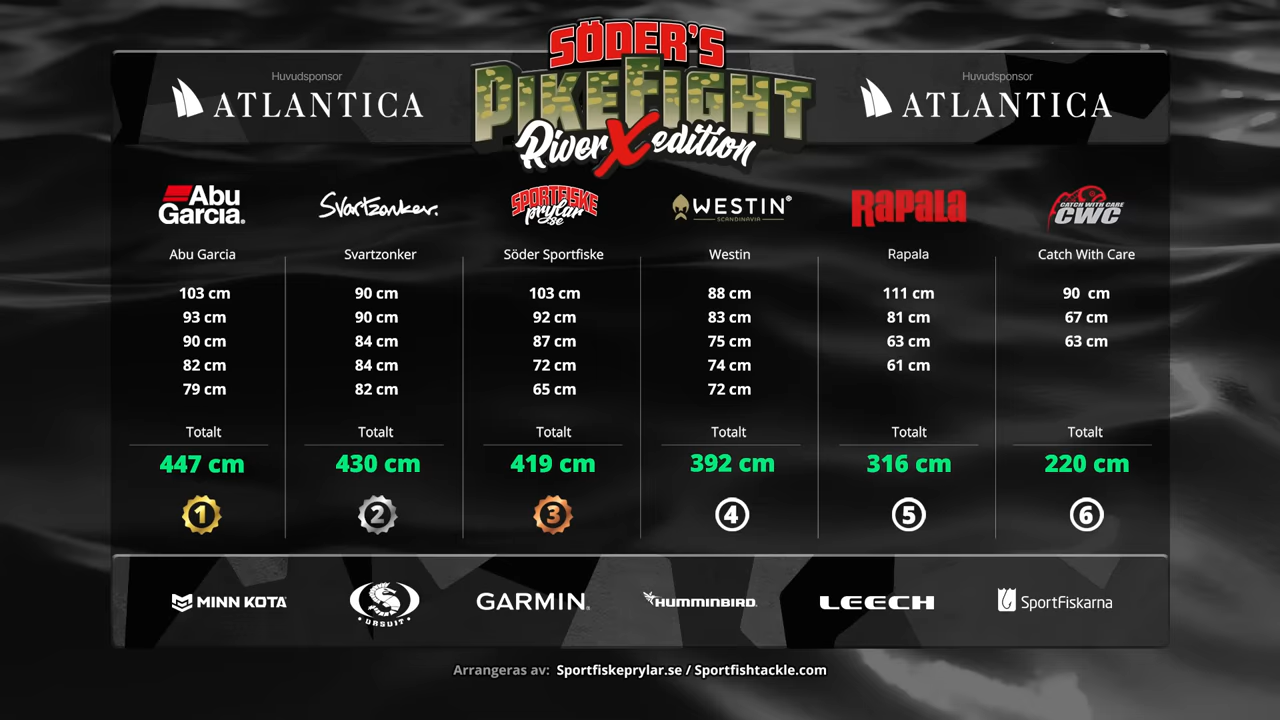 SÖDER'S
PIKEFIGHT
River X edition
Huvudsponsor
ATLANTICA
Huvudsponsor
ATLANTICA
Abu Garcia.
Svartzonker.
SPORTFISKE prylar .se
WESTIN® SCANDINAVIA
Rapala
CATCH WITH CARE CWC
Abu Garcia Svartzonker Söder Sportfiske Westin Rapala Catch With Care
103 cm 90 cm 103 cm 88 cm 111 cm 90 cm
93 cm 90 cm 92 cm 83 cm 81 cm 67 cm
90 cm 84 cm 87 cm 75 cm 63 cm 63 cm
82 cm 84 cm 72 cm 74 cm 61 cm
79 cm 82 cm 65 cm 72 cm
Totalt Totalt Totalt Totalt Totalt Totalt
447 cm 430 cm 419 cm 392 cm 316 cm 220 cm
1 2 3 4 5 6
MINN KOTA
URSUIT
GARMIN®
HUMMINBIRD
LEECH
SportFiskarna
Arrangeras av: Sportfiskeprylar.se / Sportfishtackle.com